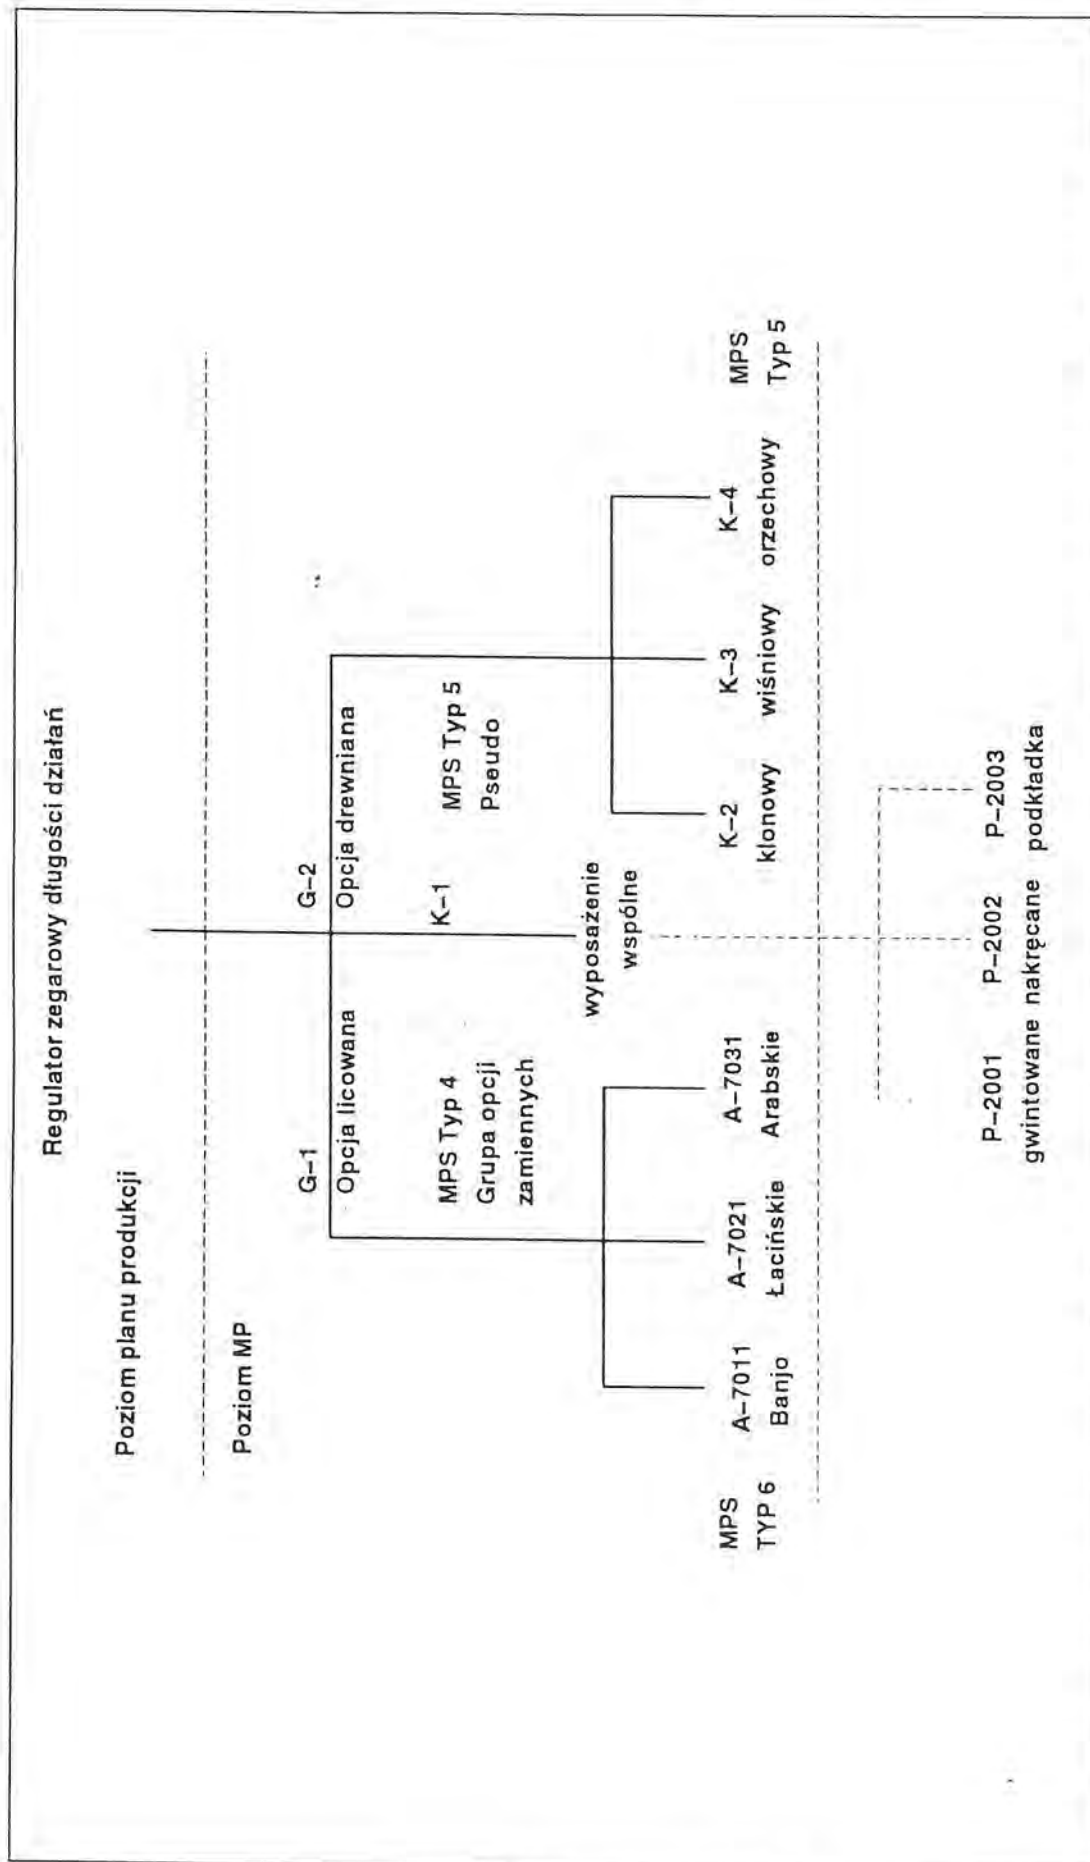 Regulator zegarowy długości działań
Poziom planu produkcji
Poziom MP
G-1
Opcja licowana
G-2
Opcja drewniana
MPS Typ 4
Grupa opcji
zamiennych
K-1
MPS Typ 5
Pseudo
wyposażenie
wspólne
MPS
TYP 6
A-7011
Banjo
A-7021
Łacińskie
A-7031
Arabskie
K-2
klonowy
K-3
wiśniowy
K-4
orzechowy
MPS
Typ 5
P-2001 P-2002 P-2003
gwintowane nakręcane podkładka